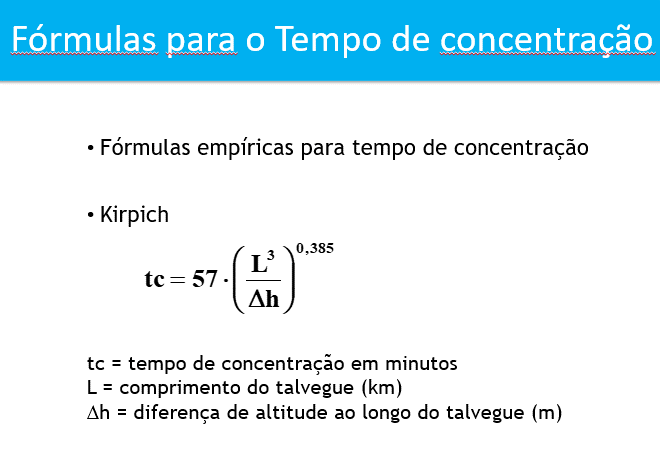 Fórmulas para o Tempo de concentração
• Fórmulas empíricas para tempo de concentração
• Kirpich
tc = 57 · (L³ / Δh)^0,385
tc = tempo de concentração em minutos
L = comprimento do talvegue (km)
Δh = diferença de altitude ao longo do talvegue (m)